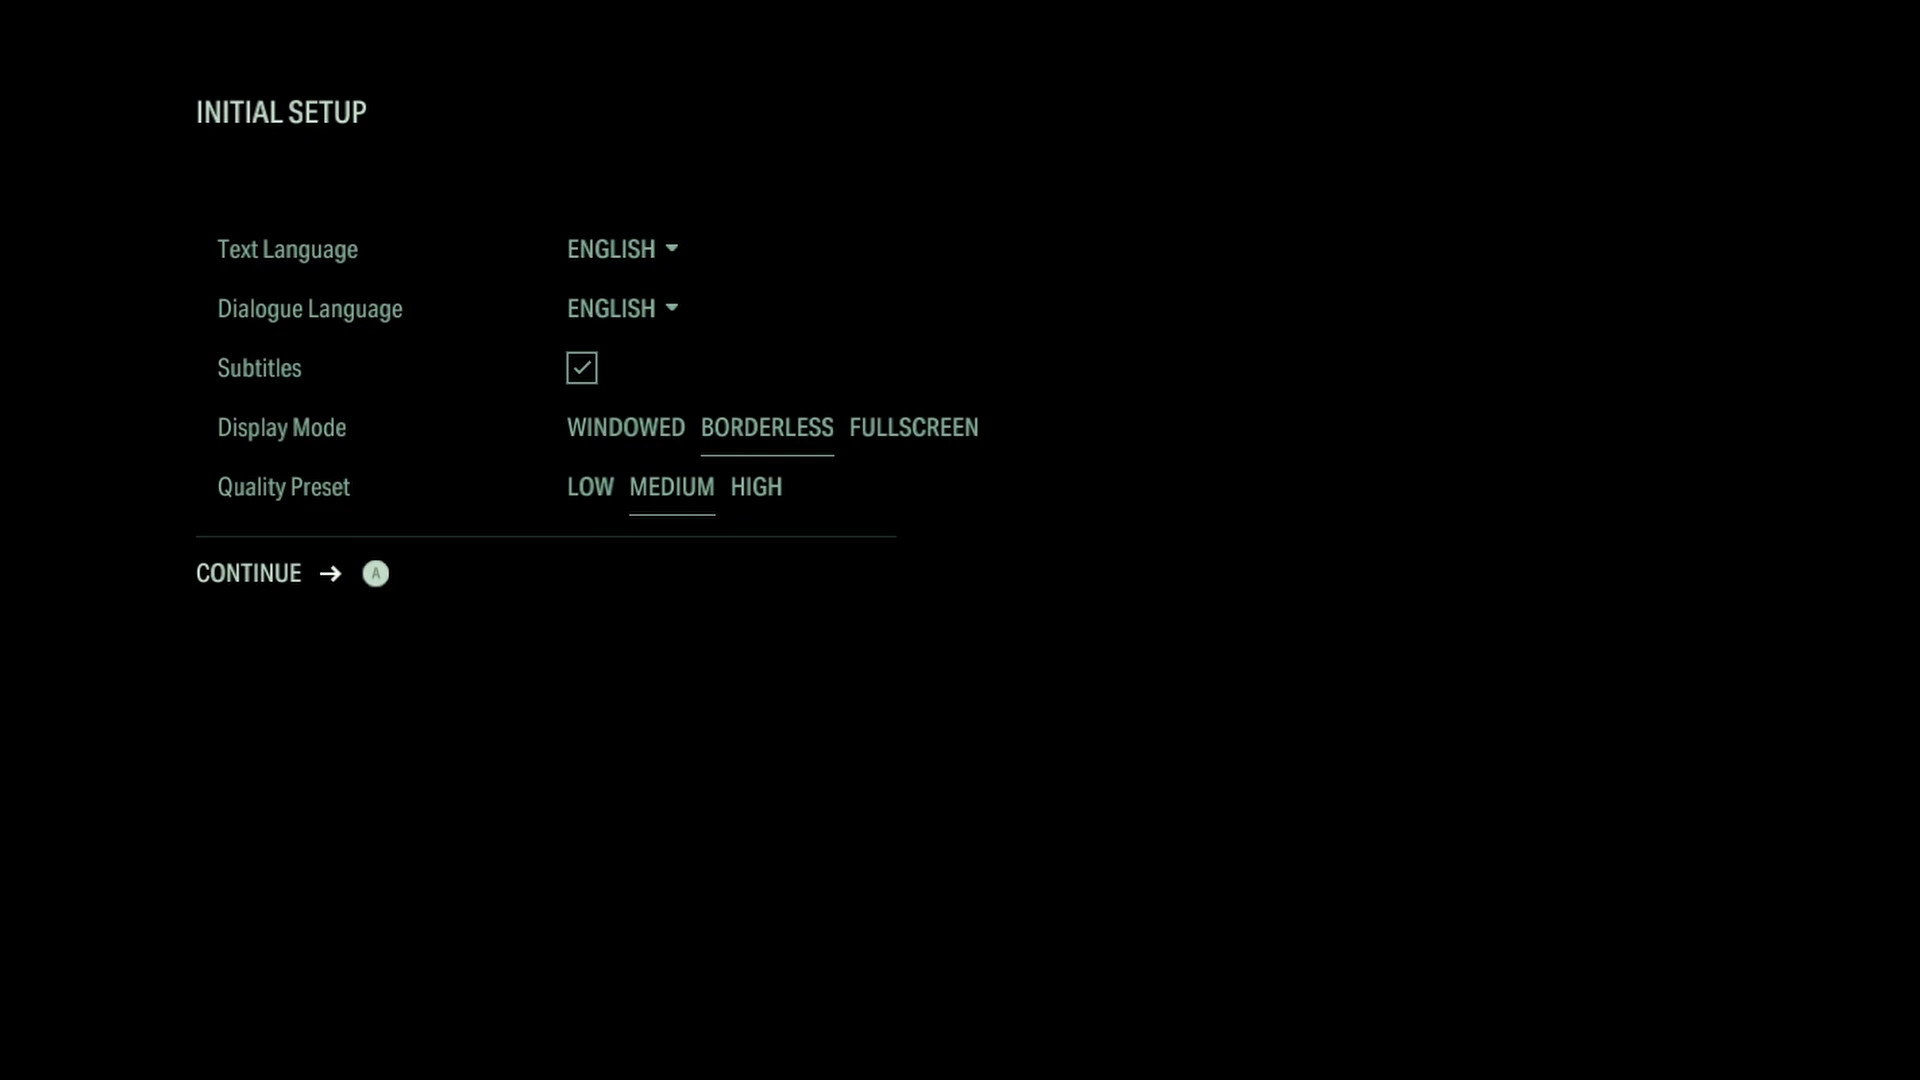 INITIAL SETUP
Text Language ENGLISH
Dialogue Language ENGLISH
Subtitles
Display Mode WINDOWED BORDERLESS FULLSCREEN
Quality Preset LOW MEDIUM HIGH
CONTINUE → A